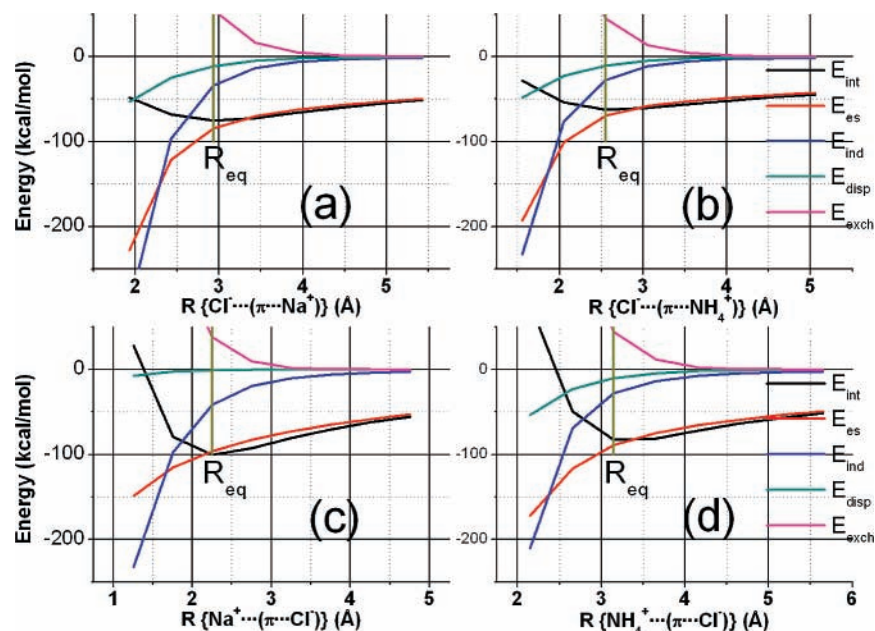 0
-100
-200
Energy (kcal/mol)
R_eq
(a)
2 3 4 5
R {Cl⁻···(π···Na⁺)} (Å)
0
-100
-200
R_eq
(b)
E_int
E_es
E_ind
E_disp
E_exch
2 3 4 5
R {Cl⁻···(π···NH₄⁺)} (Å)
0
-100
-200
Energy (kcal/mol)
R_eq
(c)
1 2 3 4 5
R {Na⁺···(π···Cl⁻)} (Å)
0
-100
-200
R_eq
(d)
E_int
E_es
E_ind
E_disp
E_exch
2 3 4 5 6
R {NH₄⁺···(π···Cl⁻)} (Å)